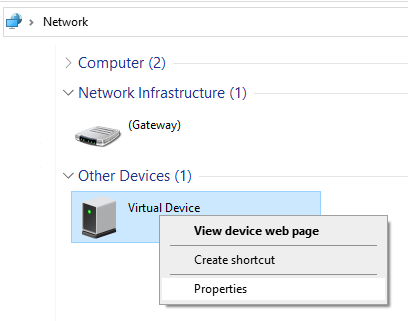 Network
Computer (2)
Network Infrastructure (1)
(Gateway)
Other Devices (1)
Virtual Device
View device web page
Create shortcut
Properties